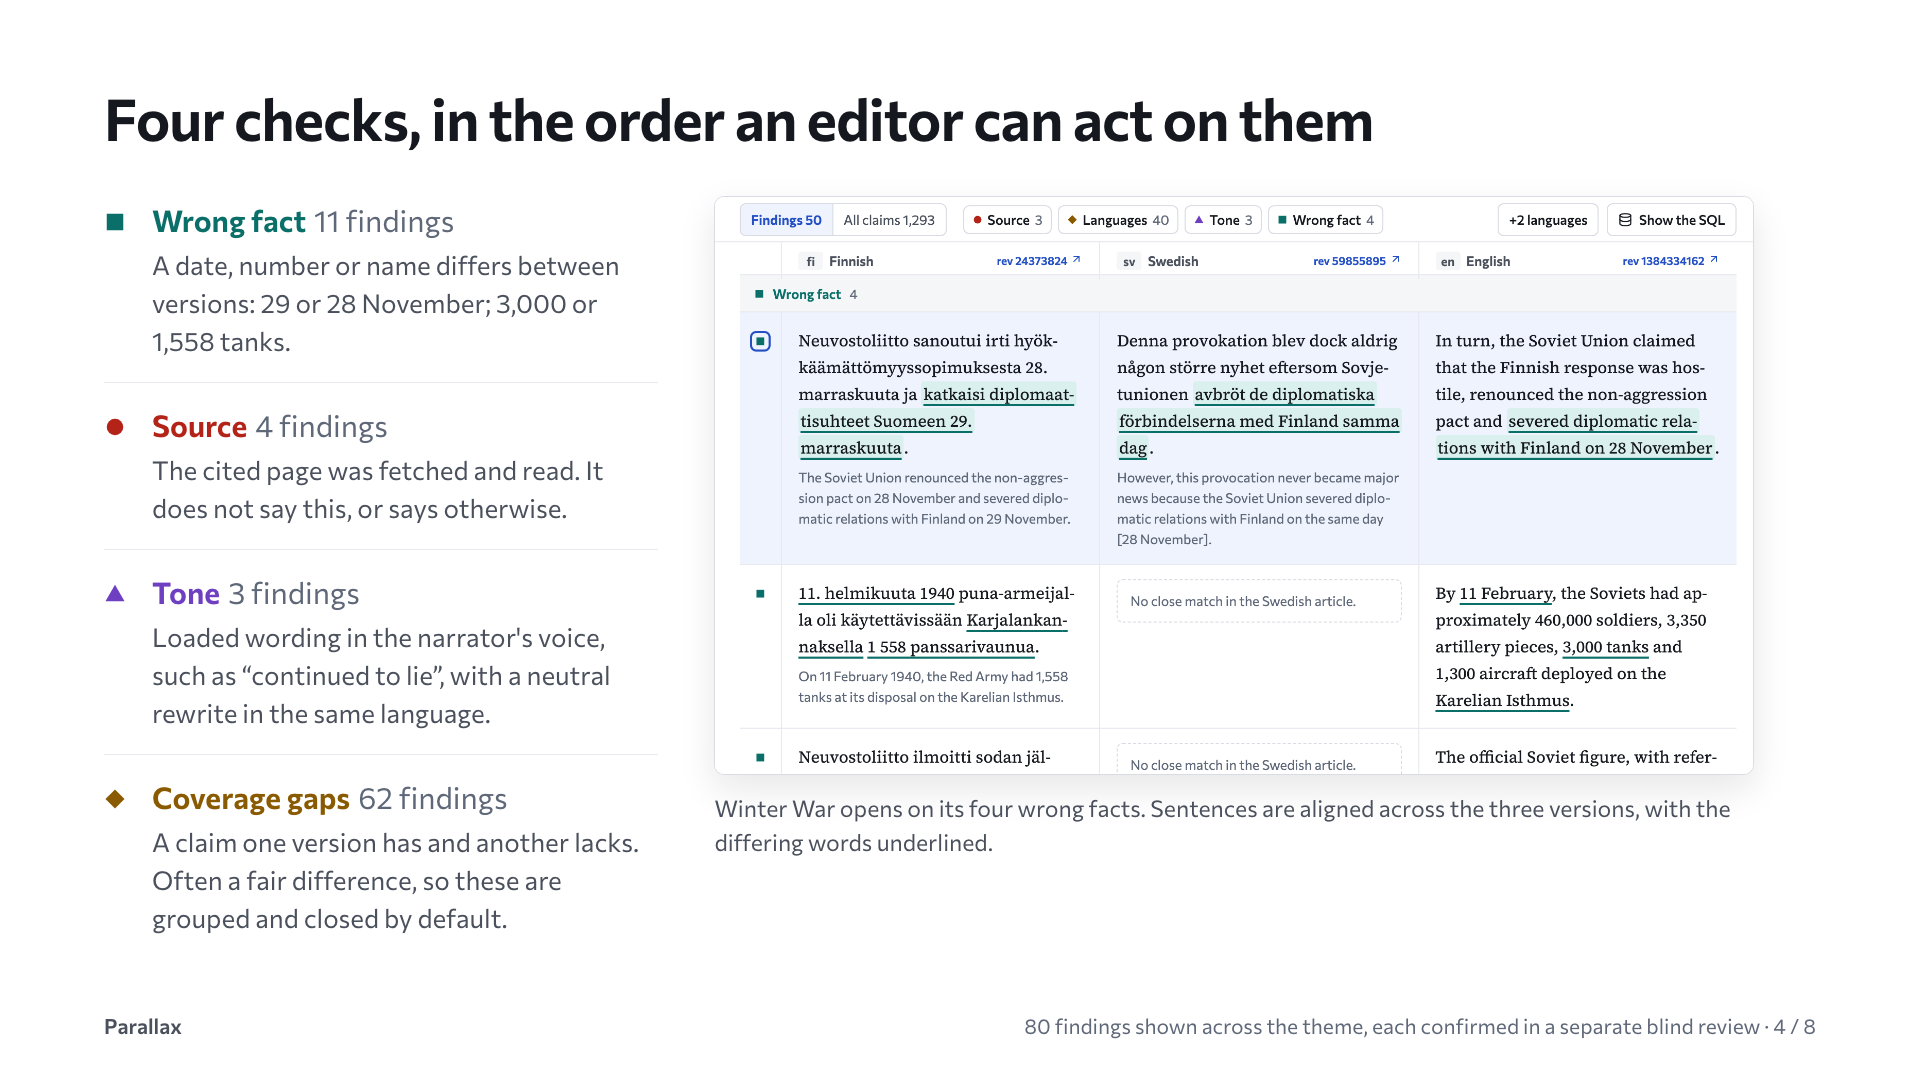 Four checks, in the order an editor can act on them
Wrong fact 11 findings
A date, number or name differs between
versions: 29 or 28 November; 3,000 or
1,558 tanks.
Source 4 findings
The cited page was fetched and read. It
does not say this, or says otherwise.
Tone 3 findings
Loaded wording in the narrator's voice,
such as “continued to lie”, with a neutral
rewrite in the same language.
Coverage gaps 62 findings
A claim one version has and another lacks.
Often a fair difference, so these are
grouped and closed by default.
Findings 50 All claims 1,293 Source 3 Languages 40 Tone 3 Wrong fact 4 +2 languages Show the SQL
fi Finnish rev 24373824 sv Swedish rev 59855895 en English rev 1384334162
Wrong fact 4
Neuvostoliitto sanoutui irti hyök-
käämättömyyssopimuksesta 28.
marraskuuta ja katkaisi diplomaat-
tisuhteet Suomeen 29.
marraskuuta.
The Soviet Union renounced the non-aggres-
sion pact on 28 November and severed diplo-
matic relations with Finland on 29 November.
Denna provokation blev dock aldrig
någon större nyhet eftersom Sovje-
tunionen avbröt de diplomatiska
förbindelserna med Finland samma
dag.
However, this provocation never became major
news because the Soviet Union severed diplo-
matic relations with Finland on the same day
[28 November].
In turn, the Soviet Union claimed
that the Finnish response was hos-
tile, renounced the non-aggression
pact and severed diplomatic rela-
tions with Finland on 28 November.
11. helmikuuta 1940 puna-armeijal-
la oli käytettävissään Karjalankan-
naksella 1 558 panssarivaunua.
On 11 February 1940, the Red Army had 1,558
tanks at its disposal on the Karelian Isthmus.
No close match in the Swedish article.
By 11 February, the Soviets had ap-
proximately 460,000 soldiers, 3,350
artillery pieces, 3,000 tanks and
1,300 aircraft deployed on the
Karelian Isthmus.
Neuvostoliitto ilmoitti sodan jäl-
No close match in the Swedish article.
The official Soviet figure, with refer-
Winter War opens on its four wrong facts. Sentences are aligned across the three versions, with the
differing words underlined.
Parallax
80 findings shown across the theme, each confirmed in a separate blind review · 4 / 8